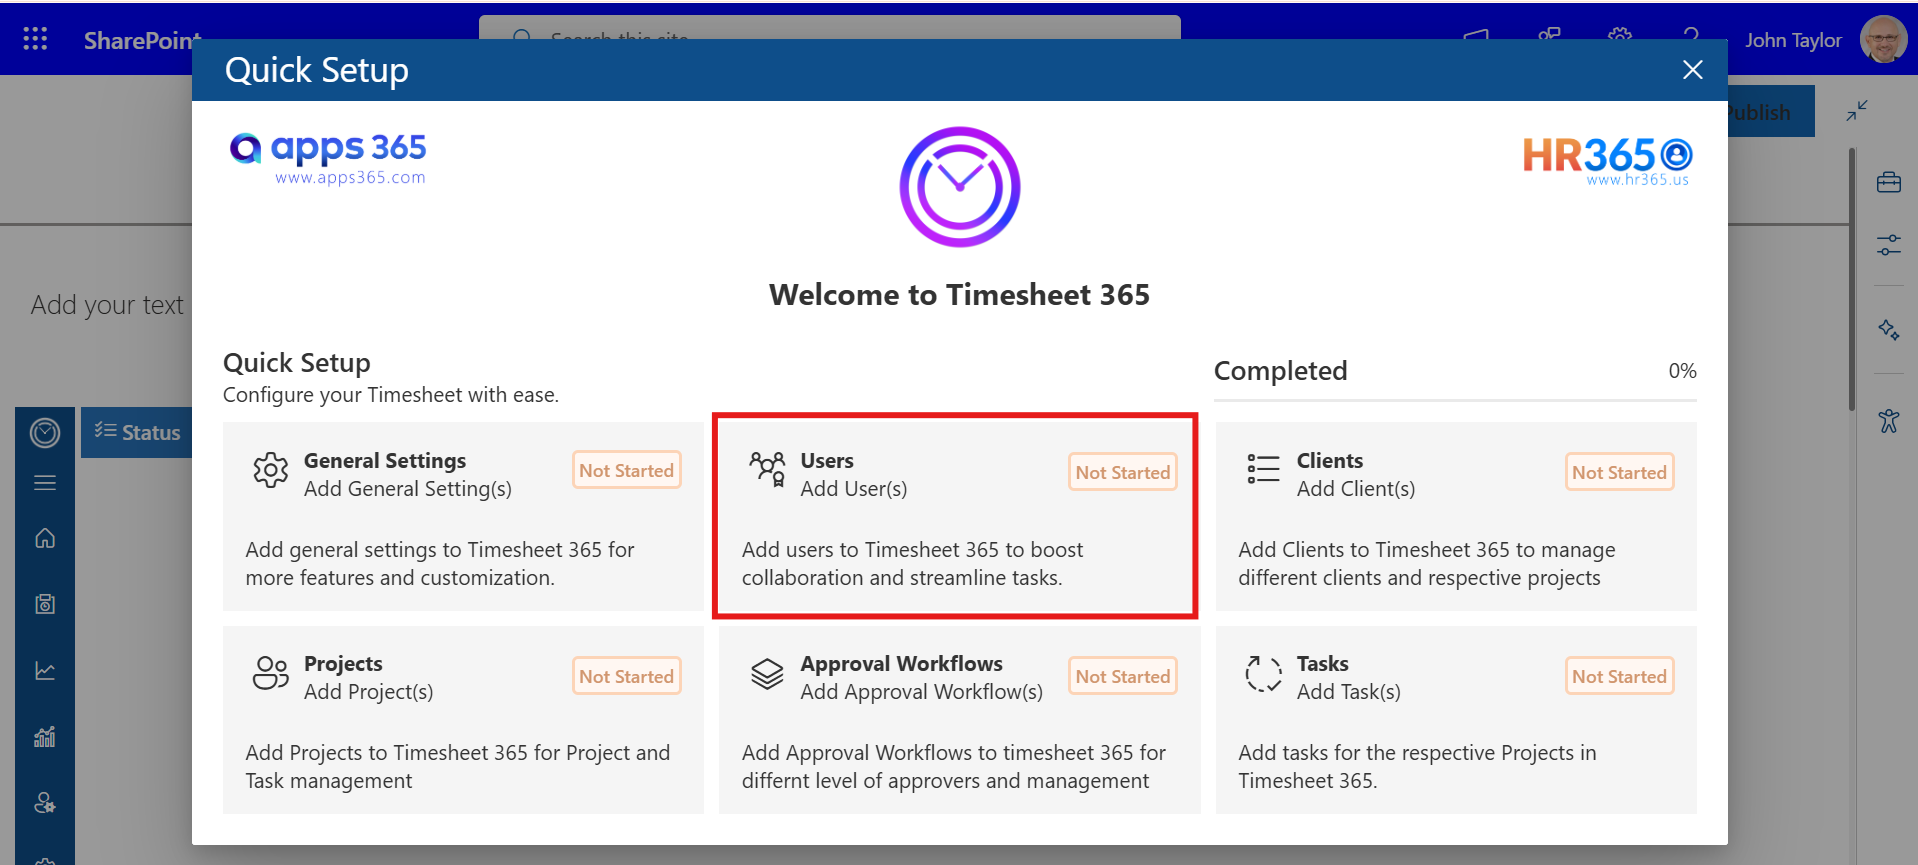 SharePoint
Search this site
John Taylor
Quick Setup
Publish
apps 365
www.apps365.com
HR365
www.hr365.us
Welcome to Timesheet 365
Add your text
Quick Setup
Configure your Timesheet with ease.
Completed
0%
Status
General Settings
Add General Setting(s)
Not Started
Add general settings to Timesheet 365 for
more features and customization.
Users
Add User(s)
Not Started
Add users to Timesheet 365 to boost
collaboration and streamline tasks.
Clients
Add Client(s)
Not Started
Add Clients to Timesheet 365 to manage
different clients and respective projects
Projects
Add Project(s)
Not Started
Add Projects to Timesheet 365 for Project and
Task management
Approval Workflows
Add Approval Workflow(s)
Not Started
Add Approval Workflows to timesheet 365 for
differnt level of approvers and management
Tasks
Add Task(s)
Not Started
Add tasks for the respective Projects in
Timesheet 365.